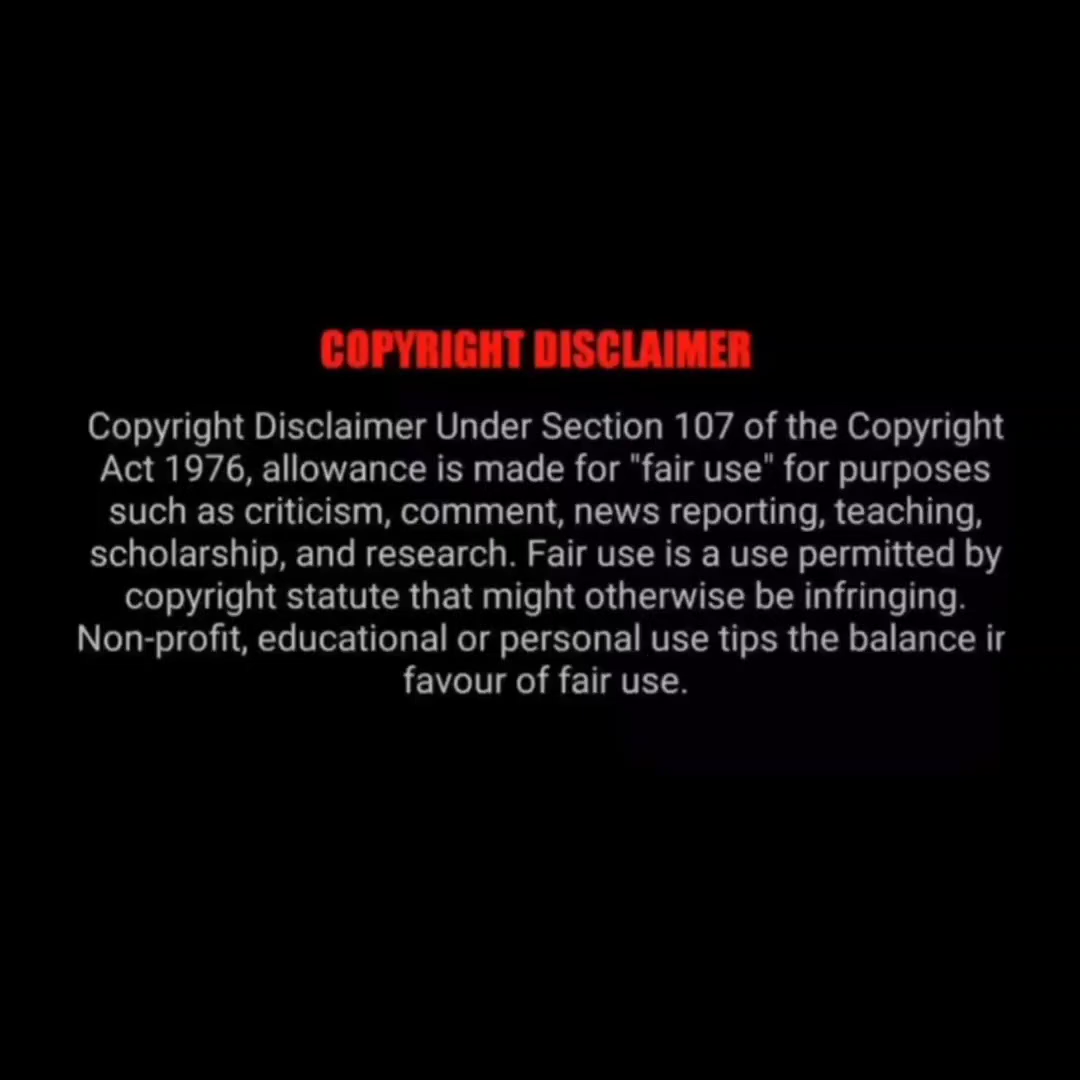 COPYRIGHT DISCLAIMER
Copyright Disclaimer Under Section 107 of the Copyright
Act 1976, allowance is made for "fair use" for purposes
such as criticism, comment, news reporting, teaching,
scholarship, and research. Fair use is a use permitted by
copyright statute that might otherwise be infringing.
Non-profit, educational or personal use tips the balance in
favour of fair use.